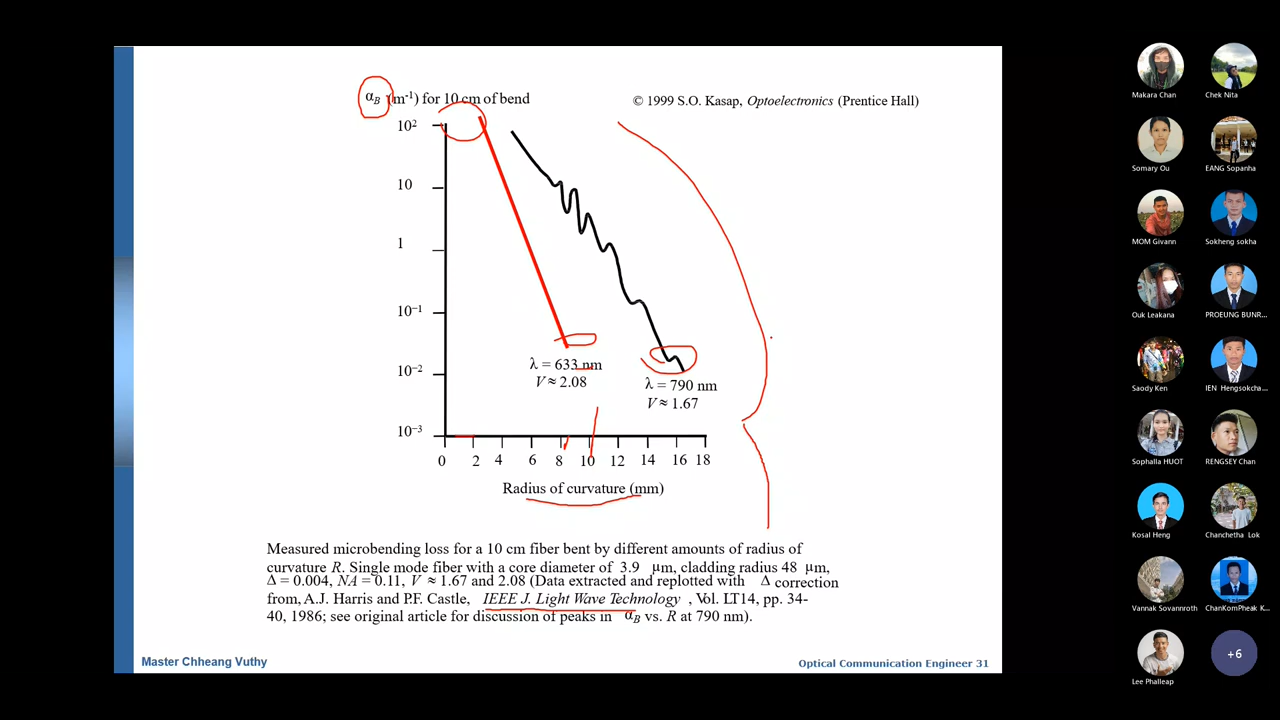 αB (m-1) for 10 cm of bend
© 1999 S.O. Kasap, Optoelectronics (Prentice Hall)
10²
10
1
10⁻¹
10⁻²
10⁻³
λ = 633 nm
V ≈ 2.08
λ = 790 nm
V ≈ 1.67
0 2 4 6 8 10 12 14 16 18
Radius of curvature (mm)
Measured microbending loss for a 10 cm fiber bent by different amounts of radius of
curvature R. Single mode fiber with a core diameter of 3.9 μm, cladding radius 48 μm,
Δ = 0.004, NA = 0.11, V ≈ 1.67 and 2.08 (Data extracted and replotted with Δ correction
from, A.J. Harris and P.F. Castle, IEEE J. Light Wave Technology, Vol. LT14, pp. 34-
40, 1986; see original article for discussion of peaks in αB vs. R at 790 nm).
Master Chheang Vuthy
Optical Communication Engineer 31
Makara Chan
Chek Nita
Somary Ou
EANG Sopanha
MOM Givann
Sokheng sokha
Ouk Leakana
PROEUNG BUNR...
Saody Ken
IEN Hengsokcha...
Sophalla HUOT
RENGSEY Chan
Kosal Heng
Chanchetha Lok
Vannak Sovannroth
ChanKomPheak K...
Lee Phalleap
+6